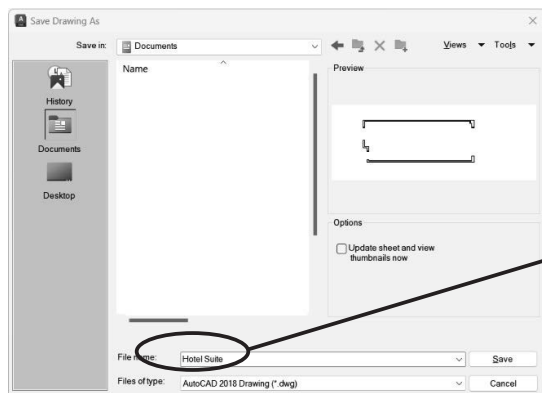 Save Drawing As
Save in: Documents Views Tools
Name
Preview
History
Documents
Desktop
Options
Update sheet and view
thumbnails now
File name: Hotel Suite Save
Files of type: AutoCAD 2018 Drawing (*.dwg) Cancel